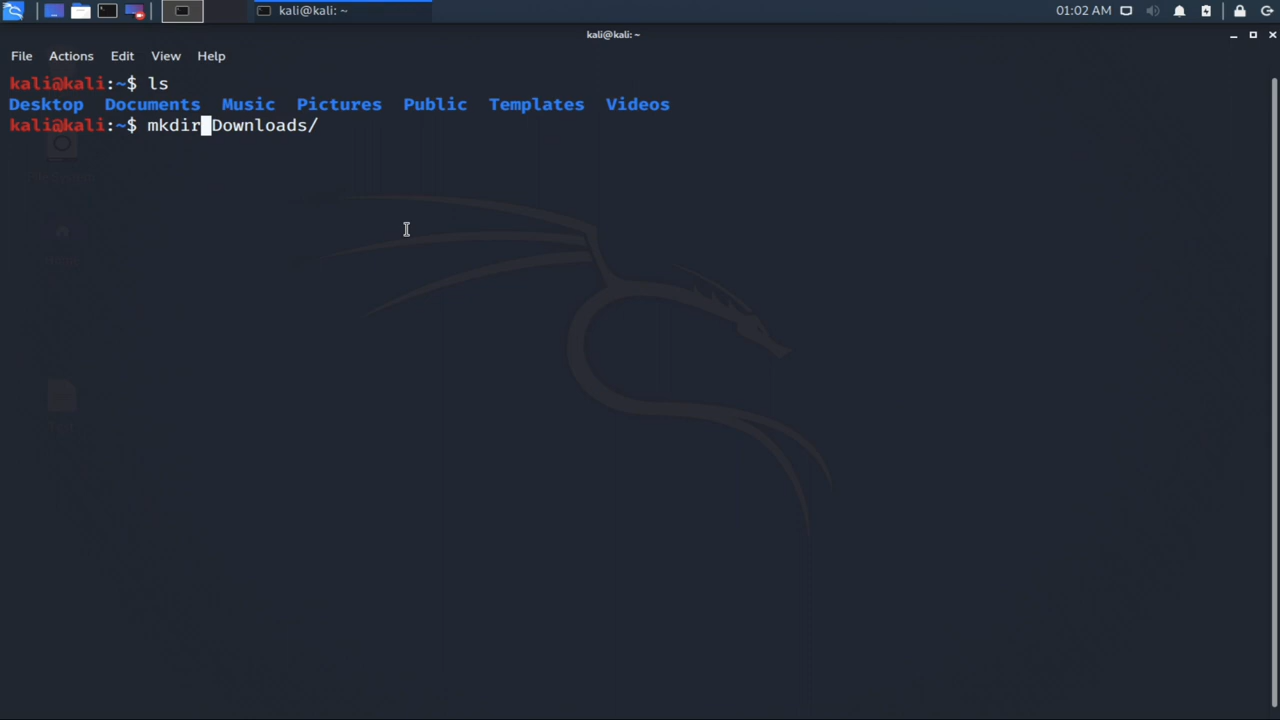 kali@kali: ~
01:02 AM
kali@kali: ~
File Actions Edit View Help
kali@kali:~$ ls
Desktop Documents Music Pictures Public Templates Videos
kali@kali:~$ mkdir Downloads/